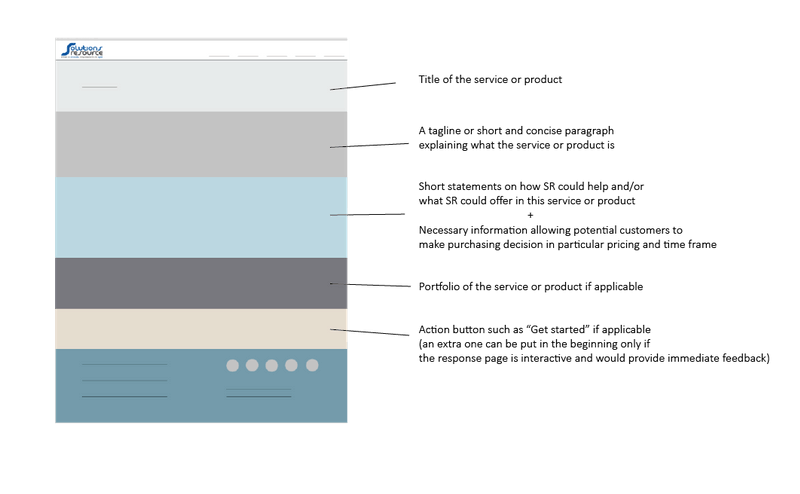 Solutions
resource
Title of the service or product
A tagline or short and concise paragraph
explaining what the service or product is
Short statements on how SR could help and/or
what SR could offer in this service or product
+
Necessary information allowing potential customers to
make purchasing decision in particular pricing and time frame
Portfolio of the service or product if applicable
Action button such as “Get started” if applicable
(an extra one can be put in the beginning only if
the response page is interactive and would provide immediate feedback)